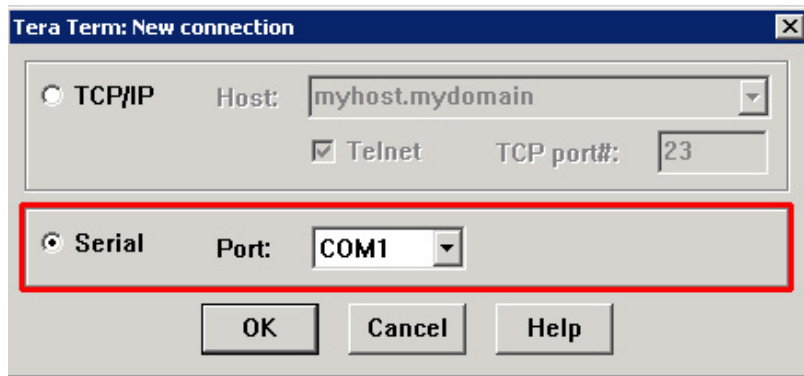 Tera Term: New connection
TCP/IP Host: myhost.mydomain
Telnet TCP port#: 23
Serial Port: COM1
OK Cancel Help